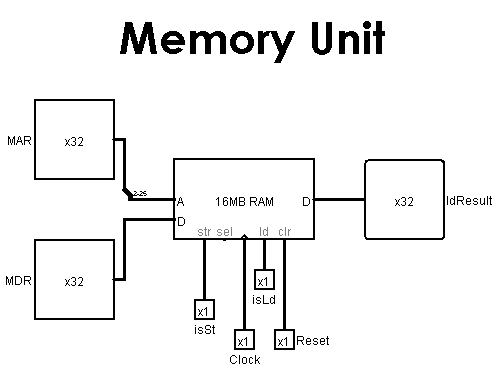 Memory Unit
MAR
x32
2-25
A
16MB RAM
D
x32
ldResult
D
str sel ld clr
MDR
x32
x1
isLd
x1
isSt
x1
Clock
x1
Reset